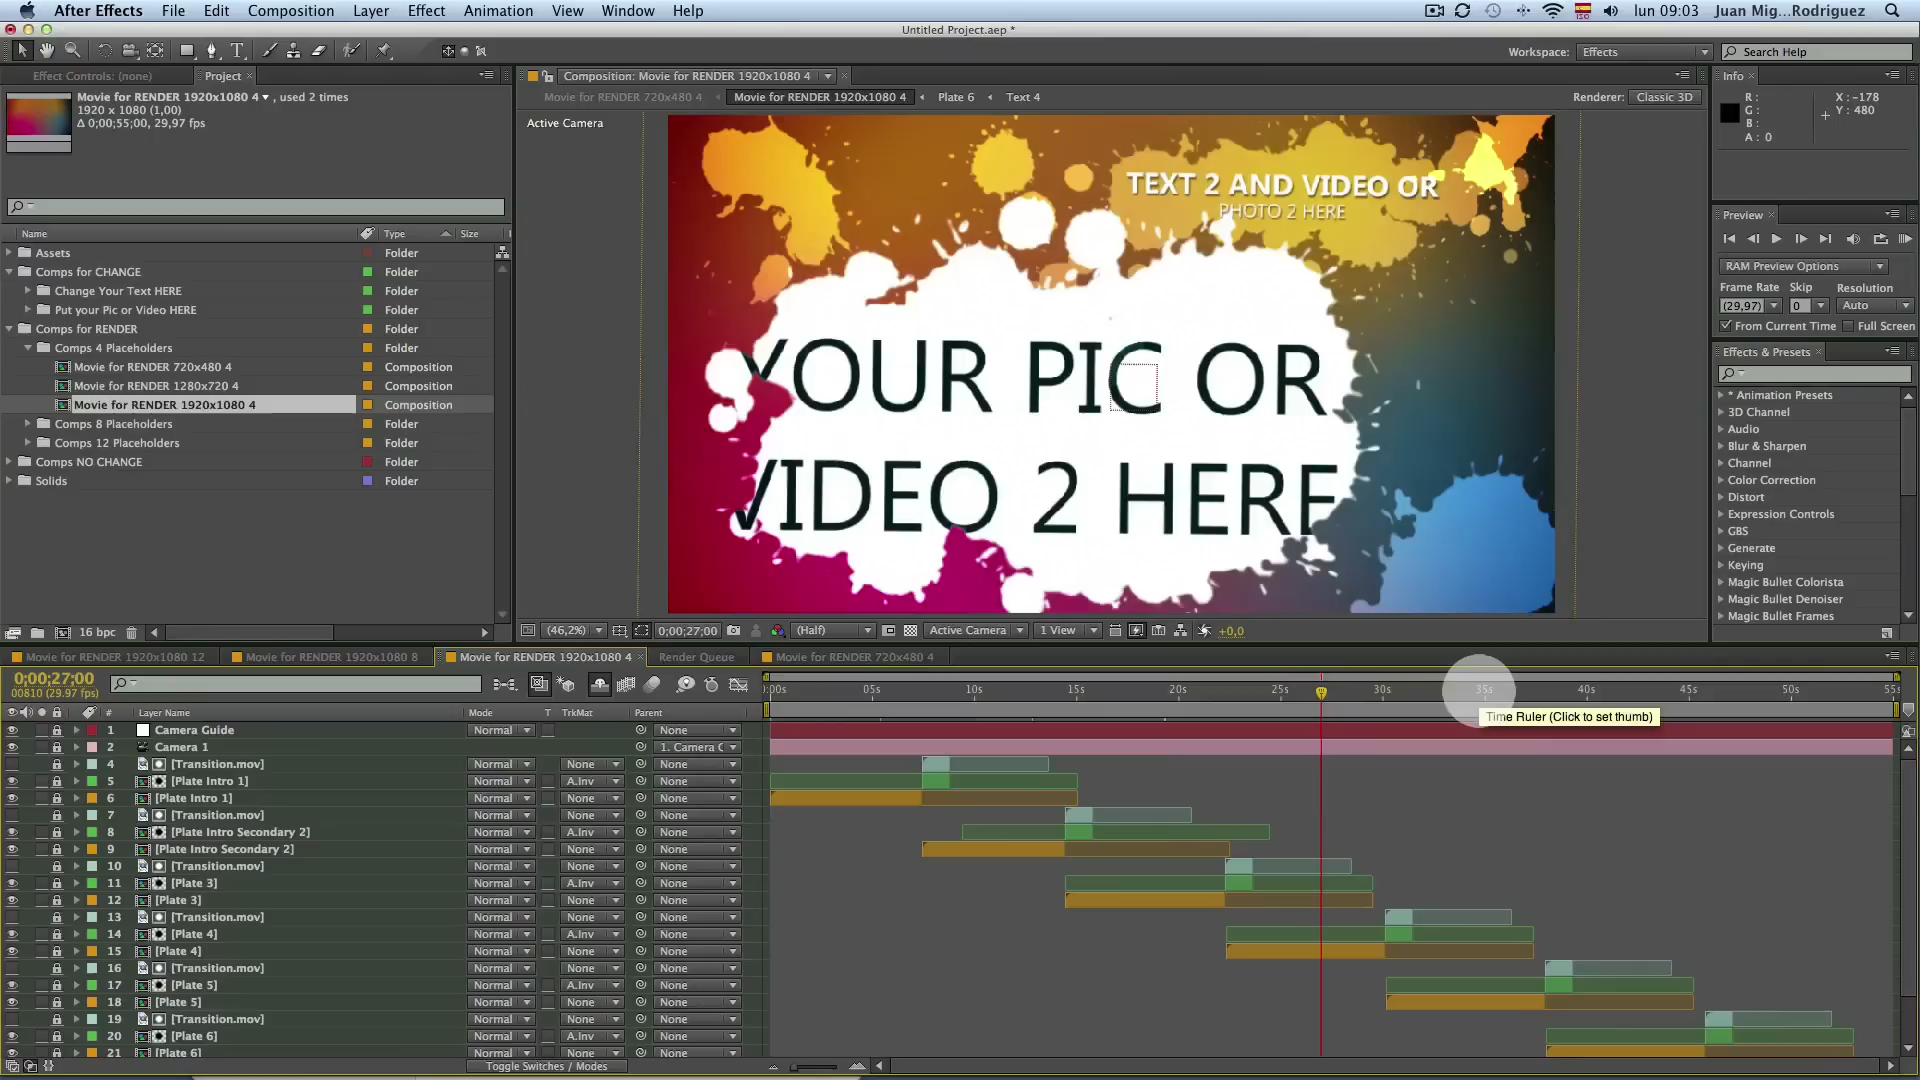 After Effects File Edit Composition Layer Effect Animation View Window Help
ISO lun 09:03 Juan Mig...Rodriguez
Untitled Project.aep *
Workspace: Effects Search Help
Effect Controls: (none) Project
Movie for RENDER 1920x1080 4 , used 2 times
1920 x 1080 (1,00)
Δ 0;00;55;00, 29,97 fps
Name Type Size
Assets Folder
Comps for CHANGE Folder
Change Your Text HERE Folder
Put your Pic or Video HERE Folder
Comps for RENDER Folder
Comps 4 Placeholders Folder
Movie for RENDER 720x480 4 Composition
Movie for RENDER 1280x720 4 Composition
Movie for RENDER 1920x1080 4 Composition
Comps 8 Placeholders Folder
Comps 12 Placeholders Folder
Comps NO CHANGE Folder
Solids Folder
16 bpc
Composition: Movie for RENDER 1920x1080 4
Movie for RENDER 720x480 4 Movie for RENDER 1920x1080 4 Plate 6 Text 4
Renderer: Classic 3D
Active Camera
TEXT 2 AND VIDEO OR
PHOTO 2 HERE
YOUR PIC OR
VIDEO 2 HERE
(46,2%) 0;00;27;00 (Half) Active Camera 1 View +0,0
Info
R : X : -178
G : Y : 480
B :
A : 0
Preview
RAM Preview Options
Frame Rate Skip Resolution
(29,97) 0 Auto
From Current Time Full Screen
Effects & Presets
* Animation Presets
3D Channel
Audio
Blur & Sharpen
Channel
Color Correction
Distort
Expression Controls
GBS
Generate
Keying
Magic Bullet Colorista
Magic Bullet Denoiser
Magic Bullet Frames
Movie for RENDER 1920x1080 12 Movie for RENDER 1920x1080 8 Movie for RENDER 1920x1080 4 Render Queue Movie for RENDER 720x480 4
0;00;27;00
00810 (29.97 fps)
):00s 05s 10s 15s 20s 25s 30s 35s 40s 45s 50s 55s
Time Ruler (Click to set thumb)
# Layer Name Mode T TrkMat Parent
1 Camera Guide Normal None
2 Camera 1 1. Camera G
4 [Transition.mov] Normal None None
5 [Plate Intro 1] Normal A.Inv None
6 [Plate Intro 1] Normal None None
7 [Transition.mov] Normal None None
8 [Plate Intro Secondary 2] Normal A.Inv None
9 [Plate Intro Secondary 2] Normal None None
10 [Transition.mov] Normal None None
11 [Plate 3] Normal A.Inv None
12 [Plate 3] Normal None None
13 [Transition.mov] Normal None None
14 [Plate 4] Normal A.Inv None
15 [Plate 4] Normal None None
16 [Transition.mov] Normal None None
17 [Plate 5] Normal A.Inv None
18 [Plate 5] Normal None None
19 [Transition.mov] Normal None None
20 [Plate 6] Normal A.Inv None
21 [Plate 6] Normal None None
Toggle Switches / Modes